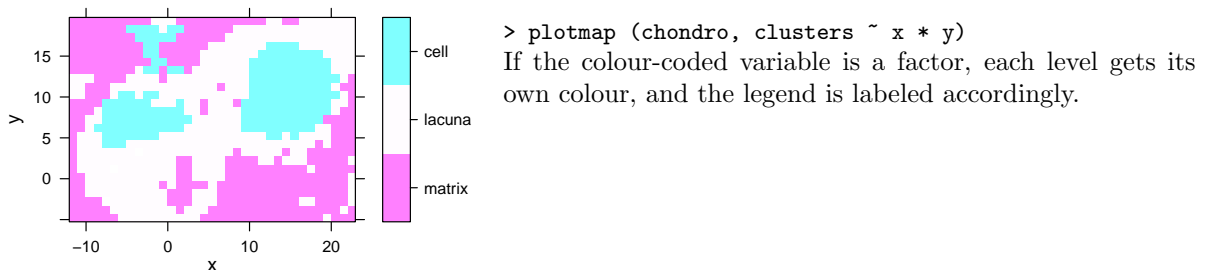 > plotmap (chondro, clusters ~ x * y)
If the colour-coded variable is a factor, each level gets its
own colour, and the legend is labeled accordingly.
15
10
5
0
y
−10 0 10 20
x
cell
lacuna
matrix